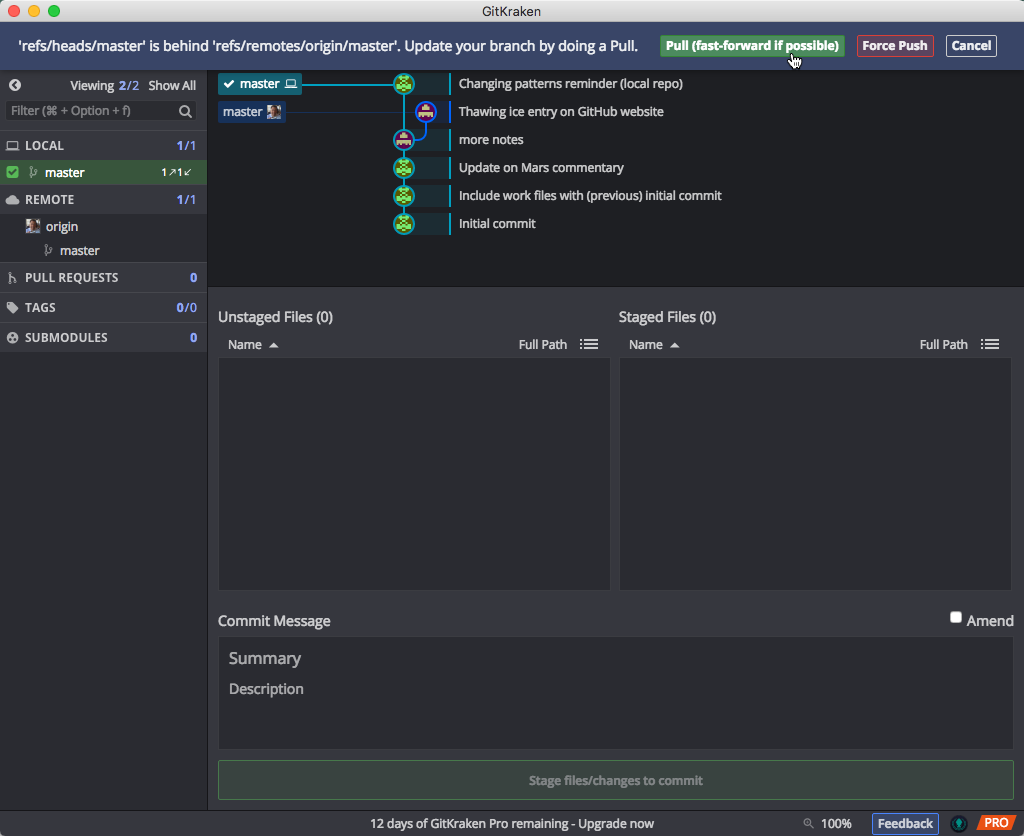 GitKraken
'refs/heads/master' is behind 'refs/remotes/origin/master'. Update your branch by doing a Pull.
Pull (fast-forward if possible)
Force Push
Cancel
Viewing 2/2 Show All
Filter (⌘ + Option + f)
LOCAL 1/1
master 1↗1↙
REMOTE 1/1
origin
master
PULL REQUESTS 0
TAGS 0/0
SUBMODULES 0
master
Changing patterns reminder (local repo)
master
Thawing ice entry on GitHub website
more notes
Update on Mars commentary
Include work files with (previous) initial commit
Initial commit
Unstaged Files (0)
Name Full Path
Staged Files (0)
Name Full Path
Commit Message
Amend
Summary
Description
Stage files/changes to commit
12 days of GitKraken Pro remaining - Upgrade now
100%
Feedback
PRO